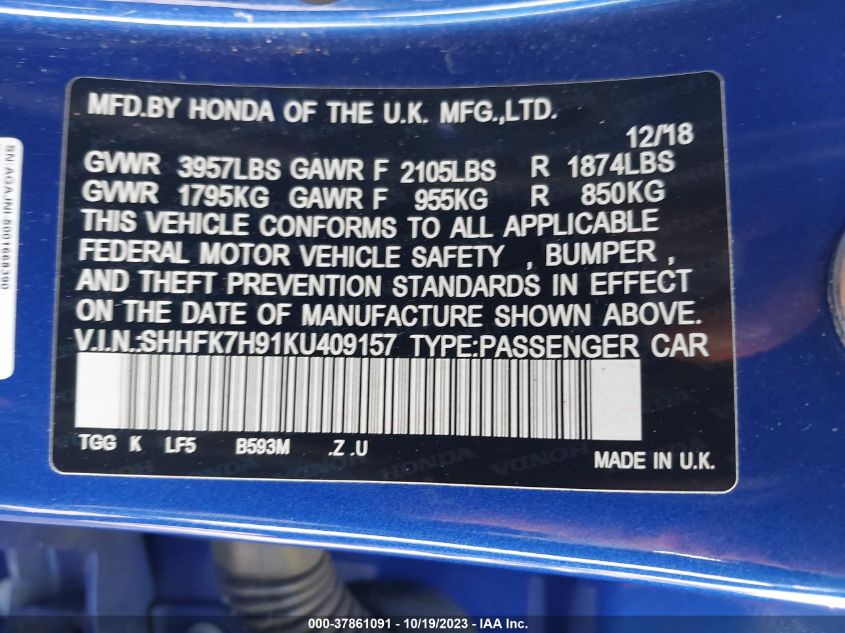 MFD.BY HONDA OF THE U.K. MFG.,LTD.
12/'18
GVWR 3957LBS GAWR F 2105LBS R 1874LBS
GVWR 1795KG GAWR F 955KG R 850KG
THIS VEHICLE CONFORMS TO ALL APPLICABLE
FEDERAL MOTOR VEHICLE SAFETY , BUMPER ,
AND THEFT PREVENTION STANDARDS IN EFFECT
ON THE DATE OF MANUFACTURE SHOWN ABOVE.
V.I.N.:SHHFK7H91KU409157 TYPE:PASSENGER CAR
TGG K LF5 B593M .Z .U
MADE IN U.K.
000-37861091 - 10/19/2023 - IAA Inc.